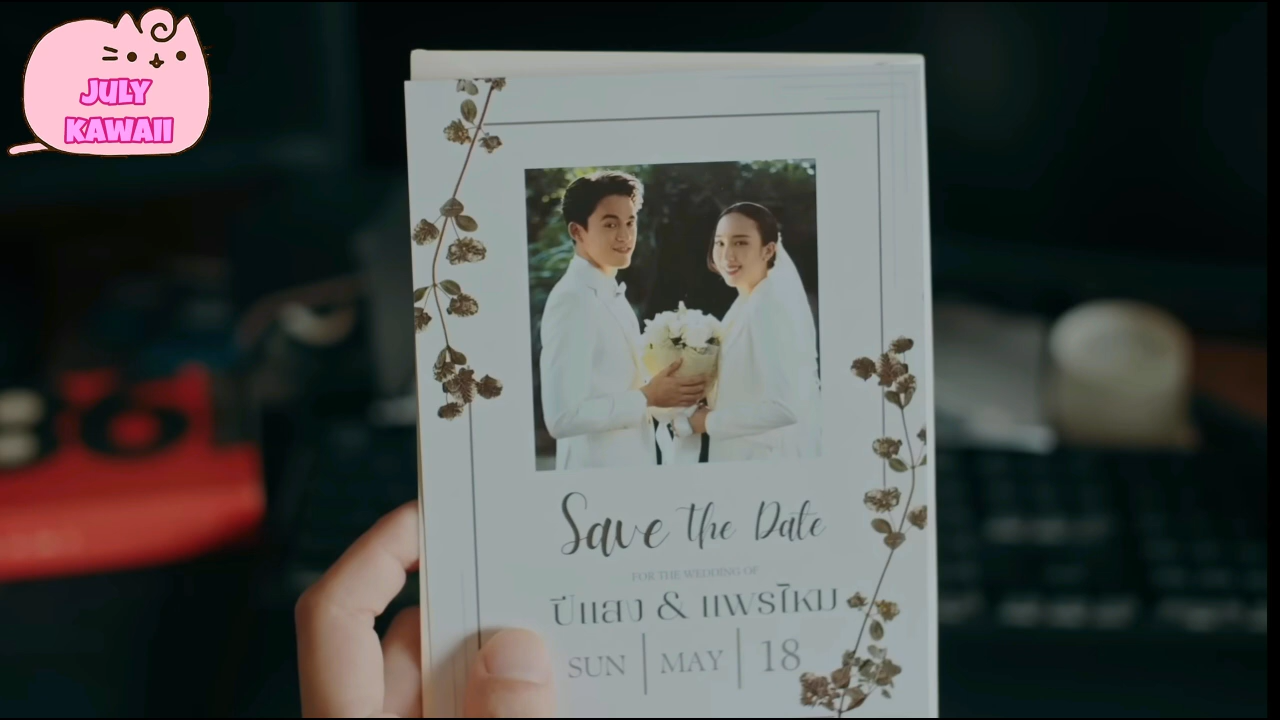 JULY
KAWAII
Save the Date
FOR THE WEDDING OF
ปีแสง & แพรไหม
SUN | MAY | 18